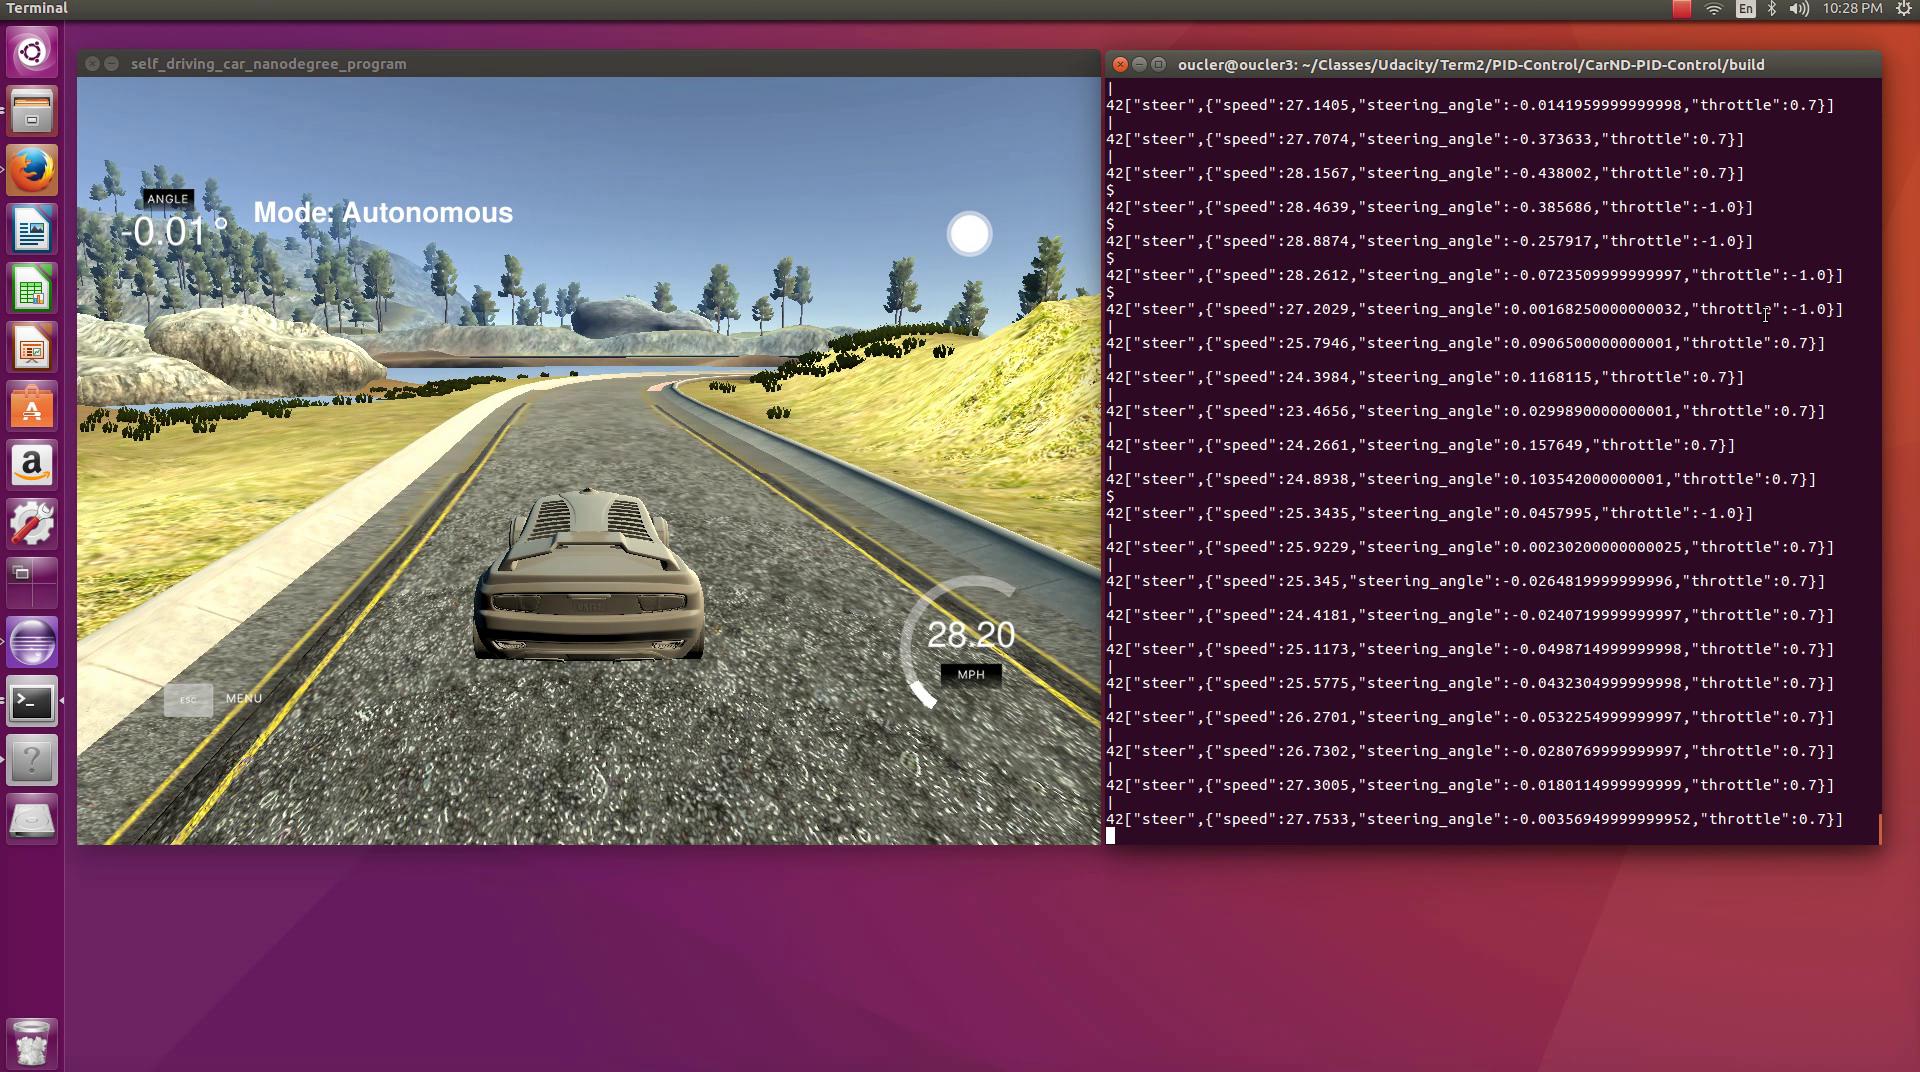 Terminal
En
10:28 PM
self_driving_car_nanodegree_program
ANGLE
-0.01°
Mode: Autonomous
28.20
MPH
ESC
MENU
a
oucler@oucler3: ~/Classes/Udacity/Term2/PID-Control/CarND-PID-Control/build
|
42["steer",{"speed":27.1405,"steering_angle":-0.0141959999999998,"throttle":0.7}]
|
42["steer",{"speed":27.7074,"steering_angle":-0.373633,"throttle":0.7}]
|
42["steer",{"speed":28.1567,"steering_angle":-0.438002,"throttle":0.7}]
$
42["steer",{"speed":28.4639,"steering_angle":-0.385686,"throttle":-1.0}]
$
42["steer",{"speed":28.8874,"steering_angle":-0.257917,"throttle":-1.0}]
$
42["steer",{"speed":28.2612,"steering_angle":-0.0723509999999997,"throttle":-1.0}]
$
42["steer",{"speed":27.2029,"steering_angle":0.00168250000000032,"throttle":-1.0}]
|
42["steer",{"speed":25.7946,"steering_angle":0.0906500000000001,"throttle":0.7}]
|
42["steer",{"speed":24.3984,"steering_angle":0.1168115,"throttle":0.7}]
|
42["steer",{"speed":23.4656,"steering_angle":0.0299890000000001,"throttle":0.7}]
|
42["steer",{"speed":24.2661,"steering_angle":0.157649,"throttle":0.7}]
|
42["steer",{"speed":24.8938,"steering_angle":0.103542000000001,"throttle":0.7}]
$
42["steer",{"speed":25.3435,"steering_angle":0.0457995,"throttle":-1.0}]
|
42["steer",{"speed":25.9229,"steering_angle":0.00230200000000025,"throttle":0.7}]
|
42["steer",{"speed":25.345,"steering_angle":-0.0264819999999996,"throttle":0.7}]
|
42["steer",{"speed":24.4181,"steering_angle":-0.0240719999999997,"throttle":0.7}]
|
42["steer",{"speed":25.1173,"steering_angle":-0.0498714999999998,"throttle":0.7}]
|
42["steer",{"speed":25.5775,"steering_angle":-0.0432304999999998,"throttle":0.7}]
|
42["steer",{"speed":26.2701,"steering_angle":-0.0532254999999997,"throttle":0.7}]
|
42["steer",{"speed":26.7302,"steering_angle":-0.0280769999999997,"throttle":0.7}]
|
42["steer",{"speed":27.3005,"steering_angle":-0.0180114999999999,"throttle":0.7}]
|
42["steer",{"speed":27.7533,"steering_angle":-0.00356949999999952,"throttle":0.7}]